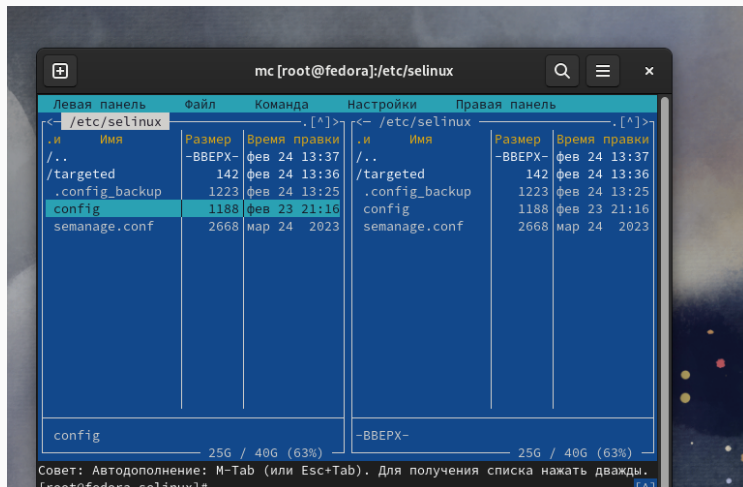 mc [root@fedora]:/etc/selinux
Левая панель Файл Команда Настройки Правая панель
<— /etc/selinux .[^]> <— /etc/selinux .[^]>
.и Имя Размер Время правки .и Имя Размер Время правки
/.. -ВВЕРХ- фев 24 13:37 /.. -ВВЕРХ- фев 24 13:37
/targeted 142 фев 24 13:36 /targeted 142 фев 24 13:36
.config_backup 1223 фев 24 13:25 .config_backup 1223 фев 24 13:25
config 1188 фев 23 21:16 config 1188 фев 23 21:16
semanage.conf 2668 мар 24 2023 semanage.conf 2668 мар 24 2023
config -ВВЕРХ-
25G / 40G (63%) 25G / 40G (63%)
Совет: Автодополнение: M-Tab (или Esc+Tab). Для получения списка нажать дважды.
[root@fedora selinux]# [^]